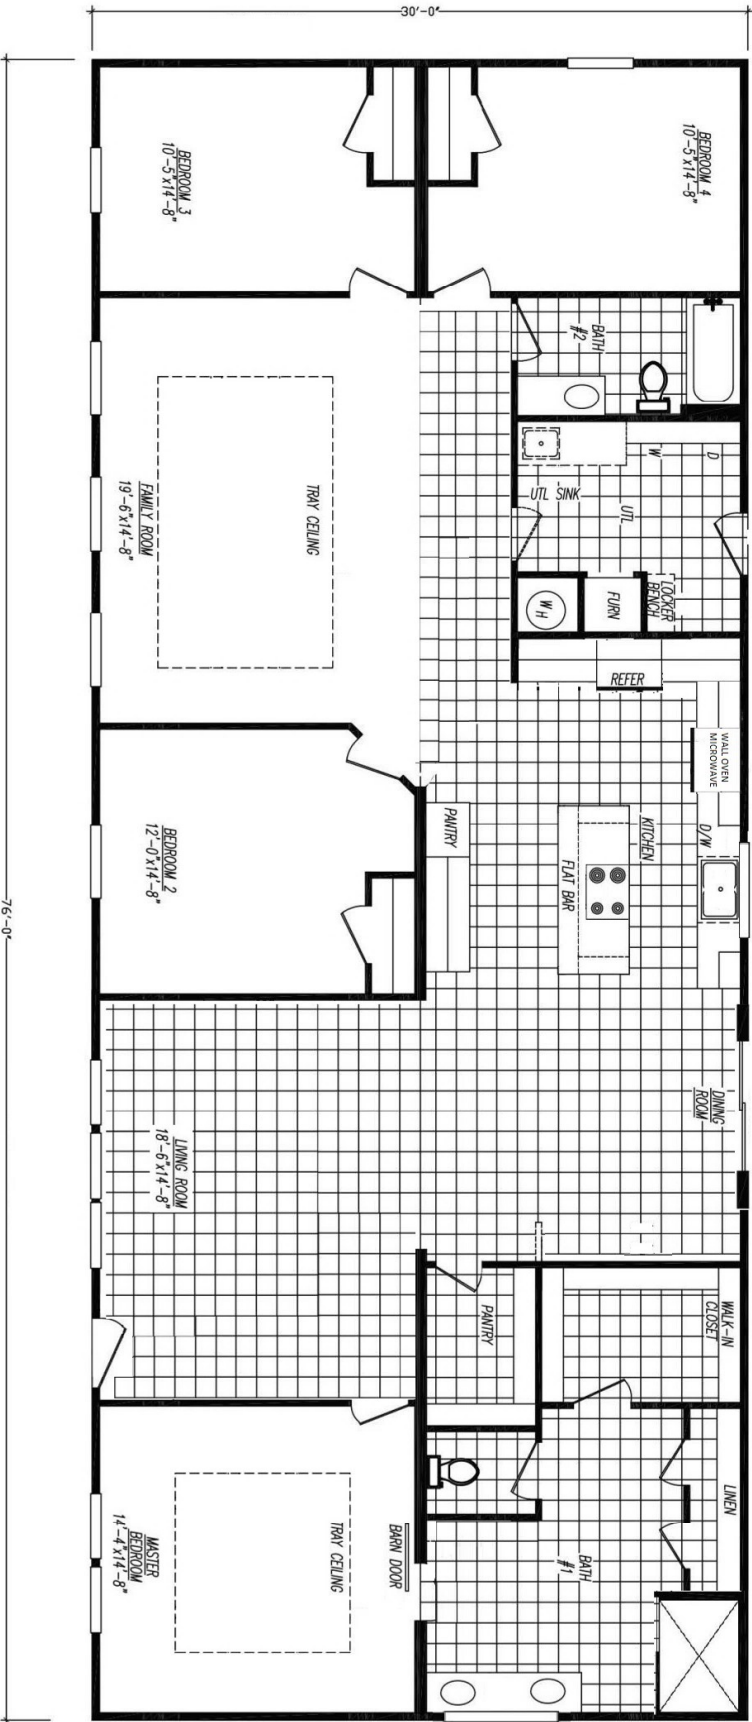 30'-0"
76'-0"
BEDROOM 3
10'-5"x14'-8"
BEDROOM 4
10'-5"x14'-8"
BATH
#2
TRAY CEILING
FAMILY ROOM
19'-6"x14'-8"
W
D
UTL SINK
UTL
WH
FURN
LOCKER
BENCH
REFER
WALL OVEN
MICROWAVE
PANTRY
KITCHEN
D/W
FLAT BAR
BEDROOM 2
12'-0"x14'-8"
DINING
ROOM
LIVING ROOM
18'-6"x14'-8"
PANTRY
WALK-IN
CLOSET
LINEN
BATH
#1
BARN DOOR
TRAY CEILING
MASTER
BEDROOM
14'-4"x14'-8"